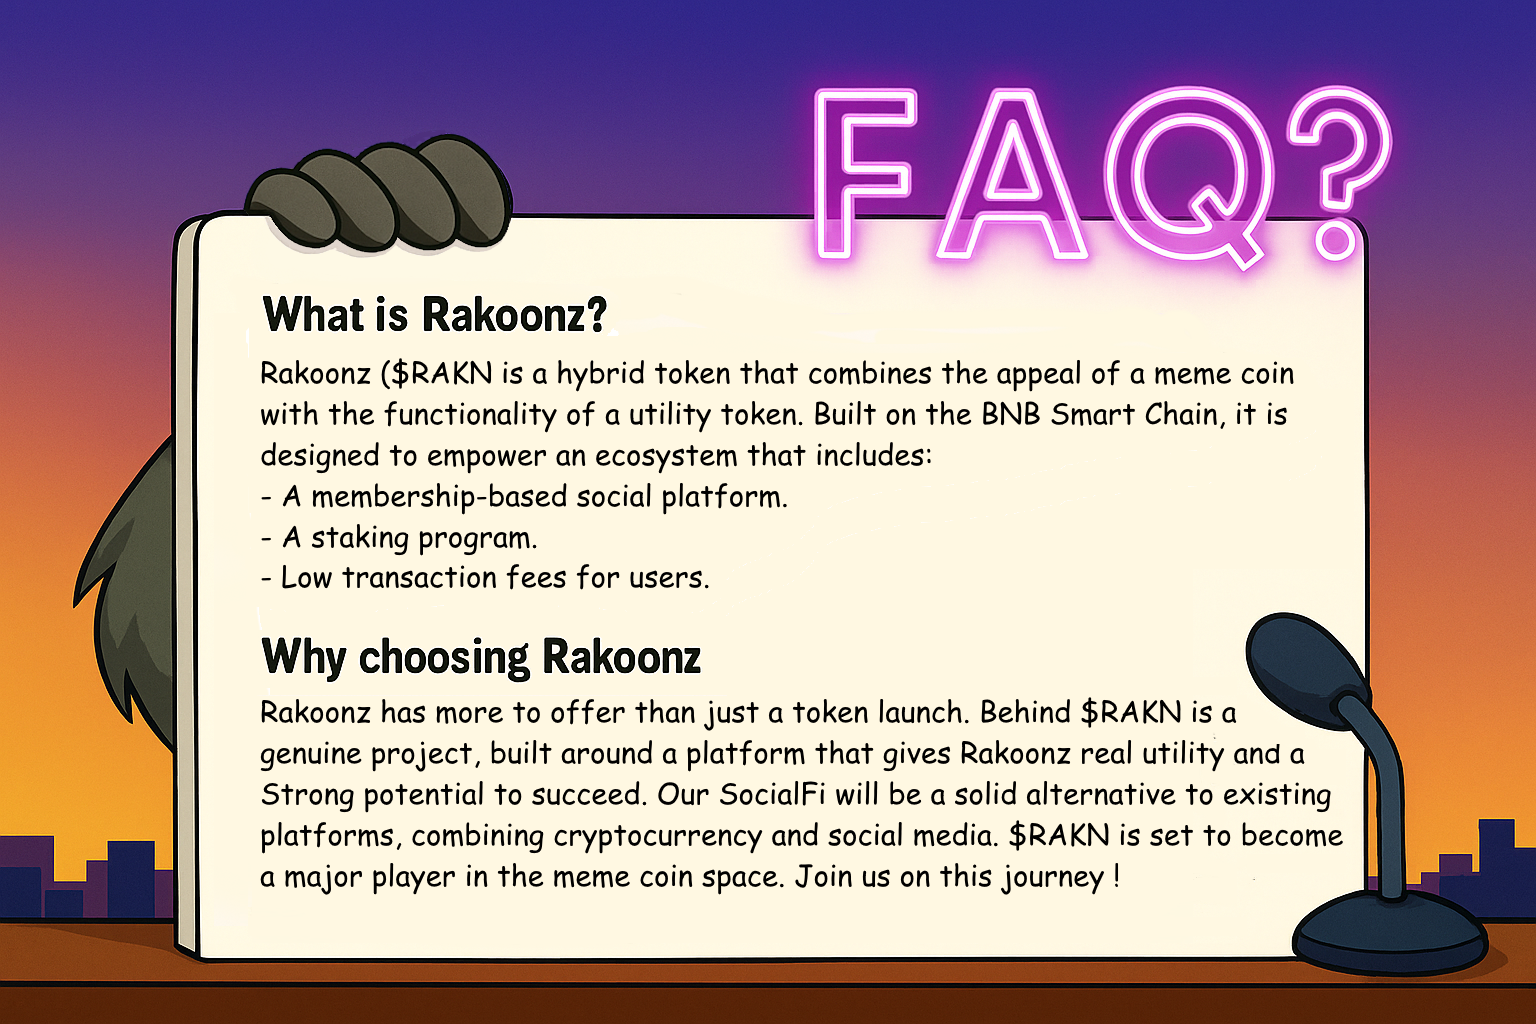 FAQ?
What is Rakoonz?
Rakoonz ($RAKN is a hybrid token that combines the appeal of a meme coin
with the functionality of a utility token. Built on the BNB Smart Chain, it is
designed to empower an ecosystem that includes:
- A membership-based social platform.
- A staking program.
- Low transaction fees for users.
Why choosing Rakoonz
Rakoonz has more to offer than just a token launch. Behind $RAKN is a
genuine project, built around a platform that gives Rakoonz real utility and a
Strong potential to succeed. Our SocialFi will be a solid alternative to existing
platforms, combining cryptocurrency and social media. $RAKN is set to become
a major player in the meme coin space. Join us on this journey !